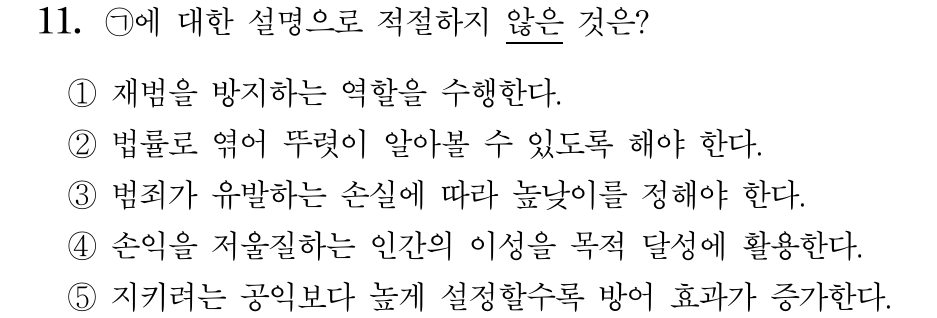 11. ㉠에 대한 설명으로 적절하지 않은 것은?
① 재범을 방지하는 역할을 수행한다.
② 법률로 엮어 뚜렷이 알아볼 수 있도록 해야 한다.
③ 범죄가 유발하는 손실에 따라 높낮이를 정해야 한다.
④ 손익을 저울질하는 인간의 이성을 목적 달성에 활용한다.
⑤ 지키려는 공익보다 높게 설정할수록 방어 효과가 증가한다.